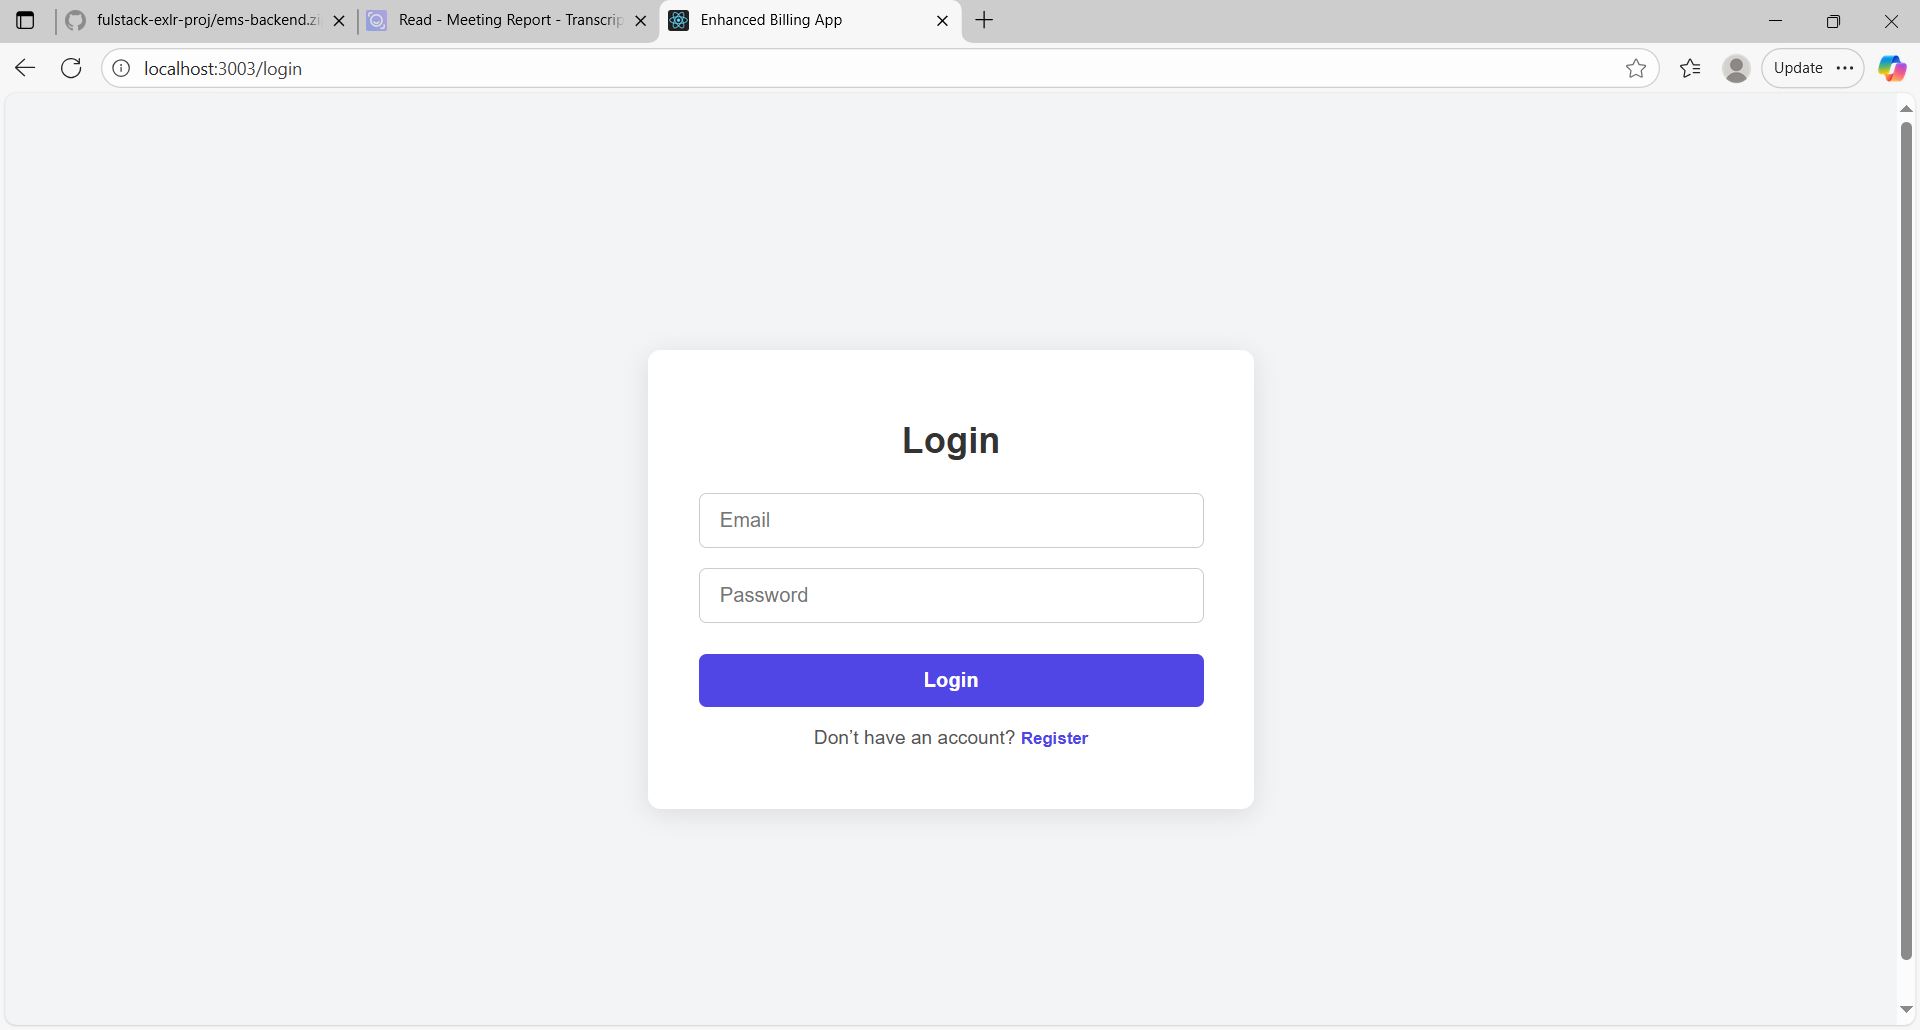 fulstack-exlr-proj/ems-backend.zi
Read - Meeting Report - Transcrip
Enhanced Billing App
localhost:3003/login
Update
Login
Email
Password
Login
Don’t have an account? Register